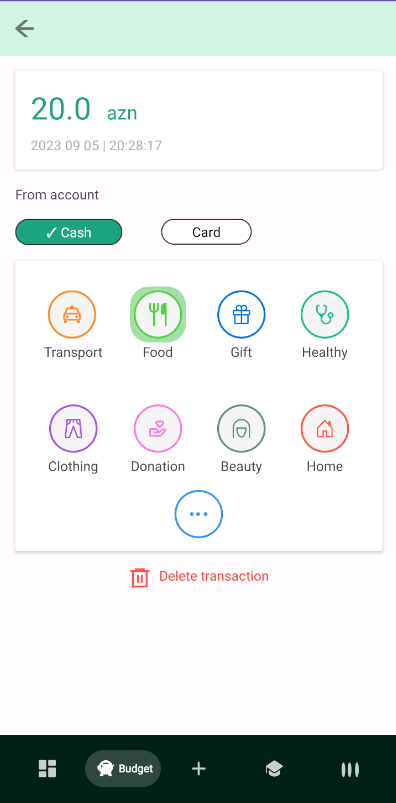 20.0 azn
2023 09 05 | 20:28:17
From account
✓ Cash Card
Transport Food Gift Healthy
Clothing Donation Beauty Home
Delete transaction
Budget